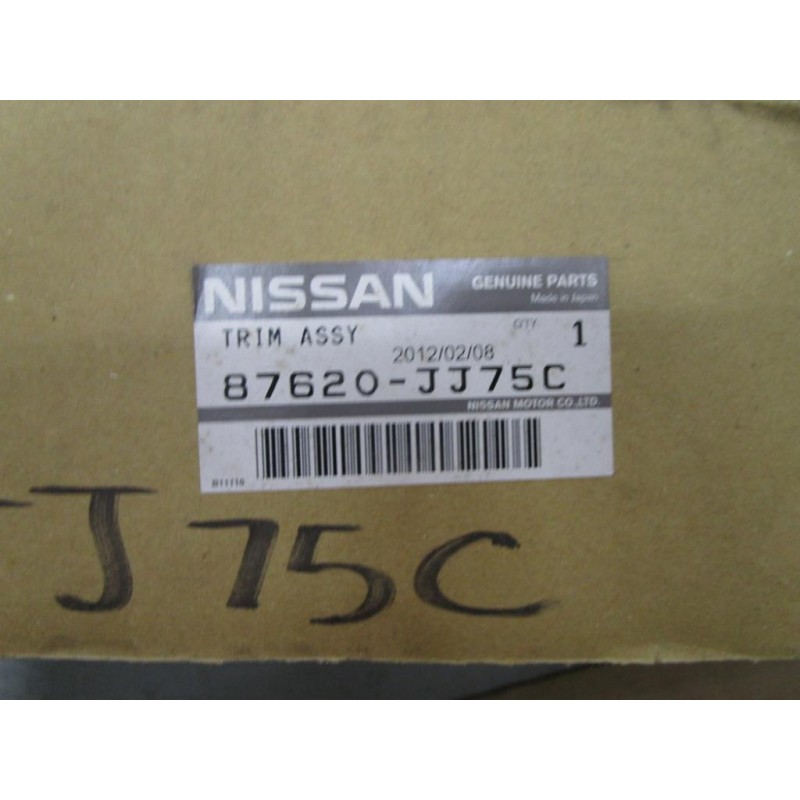 NISSAN GENUINE PARTS
Made in Japan
TRIM ASSY QTY 1
2012/02/08
87620-JJ75C
NISSAN MOTOR CO.,LTD.
J75C